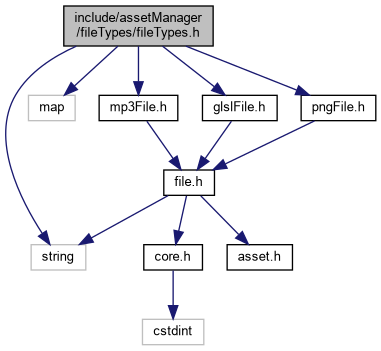 include/assetManager
/fileTypes/fileTypes.h
map
mp3File.h
glslFile.h
pngFile.h
file.h
string
core.h
asset.h
cstdint